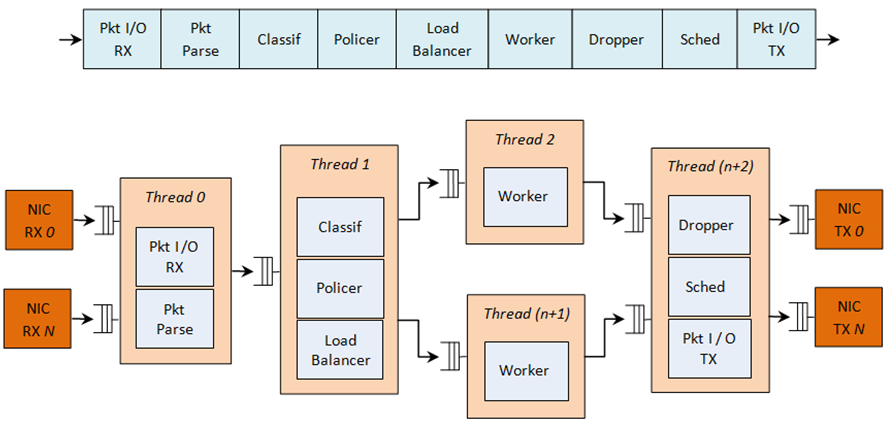 Pkt I/O
RX
Pkt
Parse
Classif
Policer
Load
Balancer
Worker
Dropper
Sched
Pkt I/O
TX
NIC
RX 0
NIC
RX N
Thread 0
Pkt I /O
RX
Pkt
Parse
Thread 1
Classif
Policer
Load
Balancer
Thread 2
Worker
Thread (n+1)
Worker
Thread (n+2)
Dropper
Sched
Pkt I / O
TX
NIC
TX 0
NIC
TX N